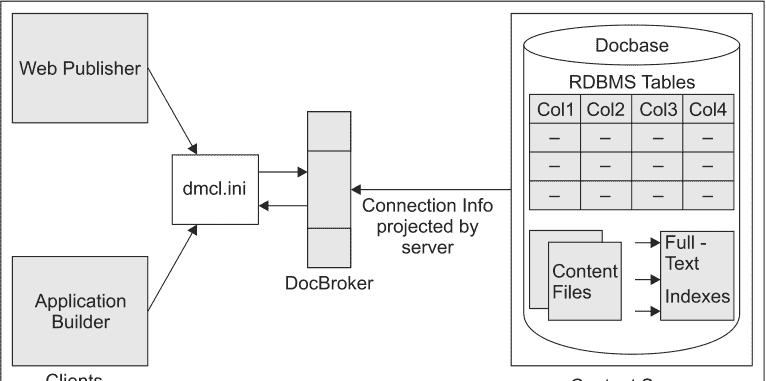 Web Publisher
Application
Builder
Clients
dmcl.ini
DocBroker
Connection Info
projected by
server
Docbase
RDBMS Tables
Col1 Col2 Col3 Col4
– – – –
– – – –
– – – –
Content
Files
Full -
Text
Indexes